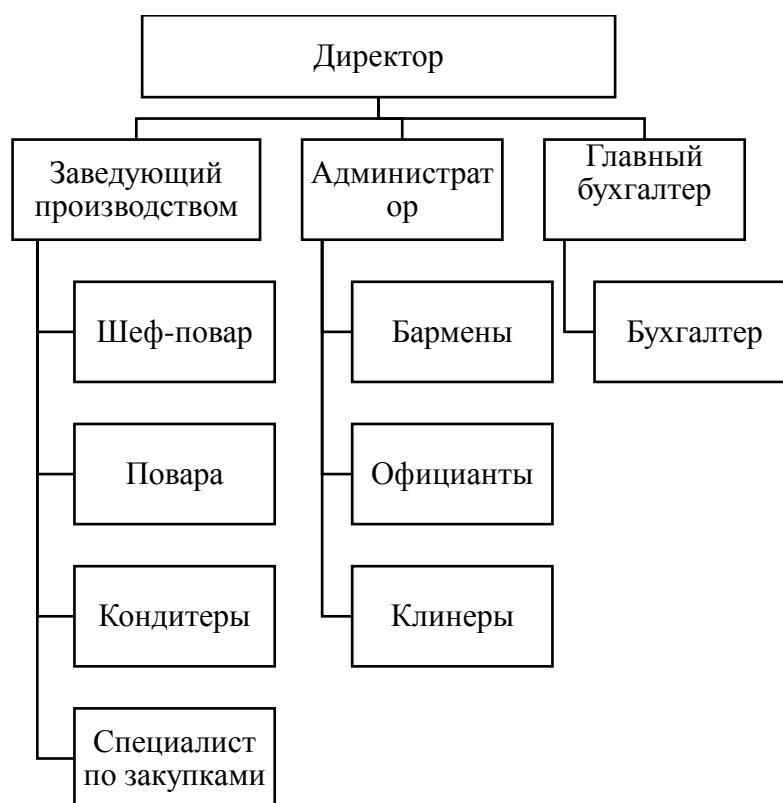 Директор
Заведующий
производством
Администрат
ор
Главный
бухгалтер
Шеф-повар
Бармены
Бухгалтер
Повара
Официанты
Кондитеры
Клинеры
Специалист
по закупками